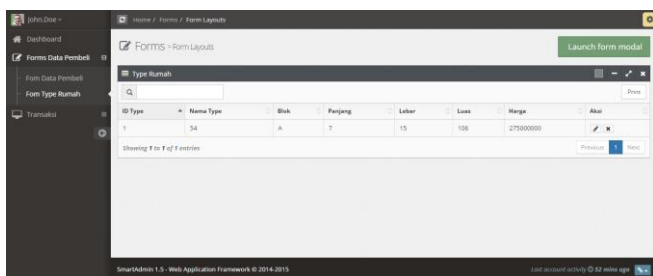 John.Doe
Home / Forms / Form Layouts
Dashboard
Forms Data Pembeli
Fom Data Pembeli
Fom Type Rumah
Transaksi
Forms > Form Layouts
Launch form modal
Type Rumah
Print
ID Type Nama Type Blok Panjang Lebar Luas Harga Aksi
1 54 A 7 15 108 275000000
Showing 1 to 1 of 1 entries
Previous 1 Next
SmartAdmin 1.5 - Web Application Framework © 2014-2015
Last account activity 52 mins ago